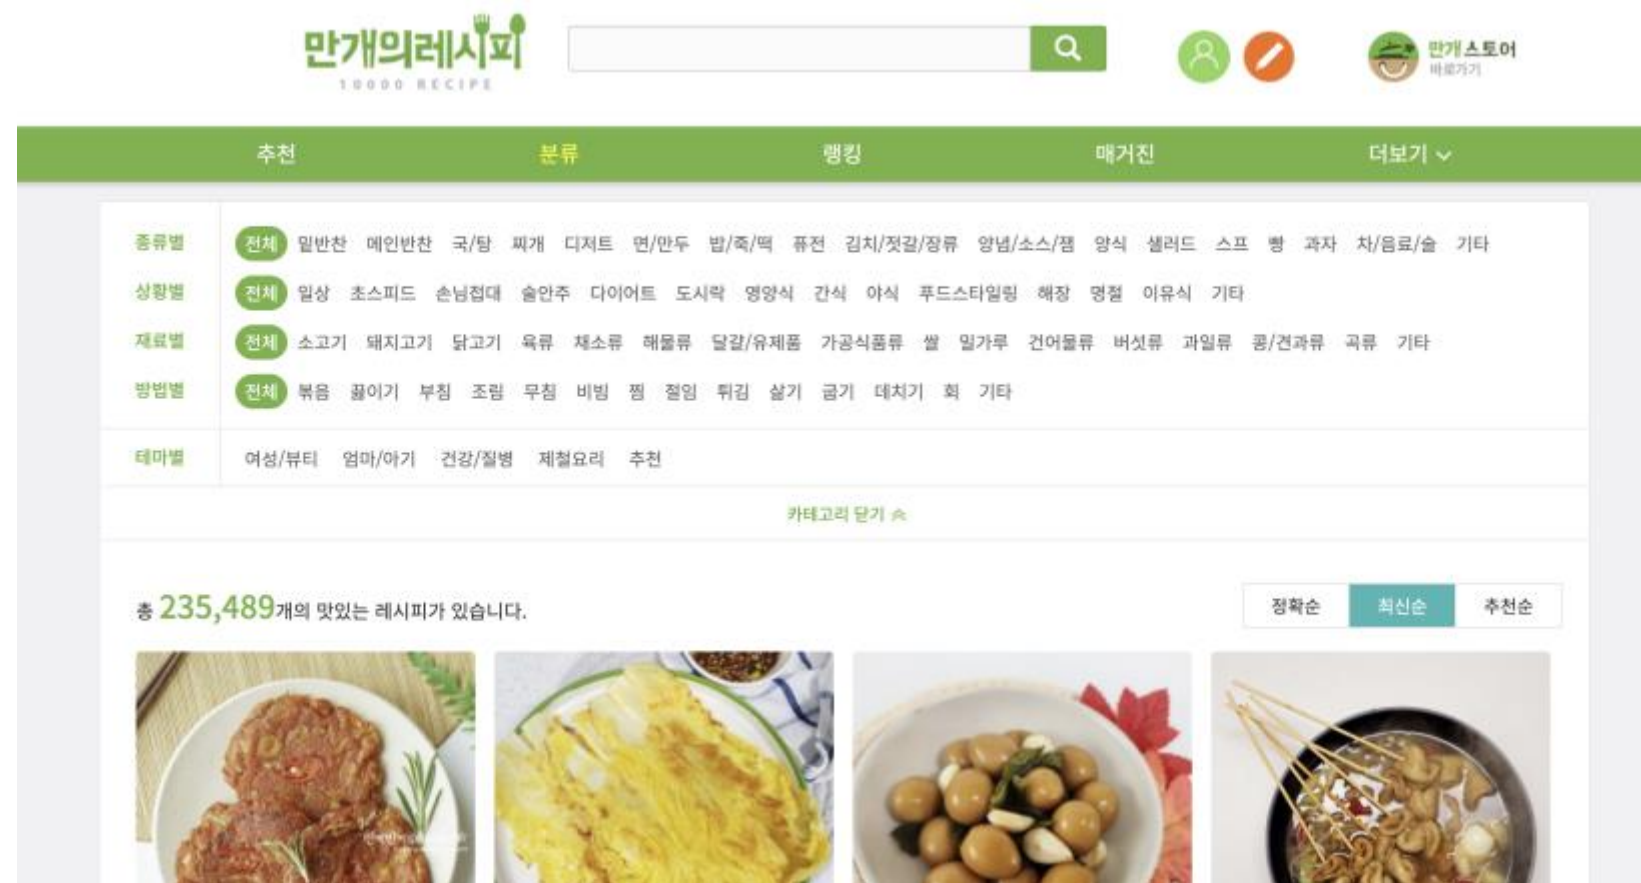 만개의레시피
10000 RECIPE
만개스토어
바로가기
추천 분류 랭킹 매거진 더보기
종류별 전체 밑반찬 메인반찬 국/탕 찌개 디저트 면/만두 밥/죽/떡 퓨전 김치/젓갈/장류 양념/소스/잼 양식 샐러드 스프 빵 과자 차/음료/술 기타
상황별 전체 일상 초스피드 손님접대 술안주 다이어트 도시락 영양식 간식 야식 푸드스타일링 해장 명절 이유식 기타
재료별 전체 소고기 돼지고기 닭고기 육류 채소류 해물류 달걀/유제품 가공식품류 쌀 밀가루 건어물류 버섯류 과일류 콩/견과류 곡류 기타
방법별 전체 볶음 끓이기 부침 조림 무침 비빔 찜 절임 튀김 삶기 굽기 데치기 회 기타
테마별 여성/뷰티 엄마/아기 건강/질병 제철요리 추천
카테고리 닫기
총 235,489개의 맛있는 레시피가 있습니다.
정확순 최신순 추천순